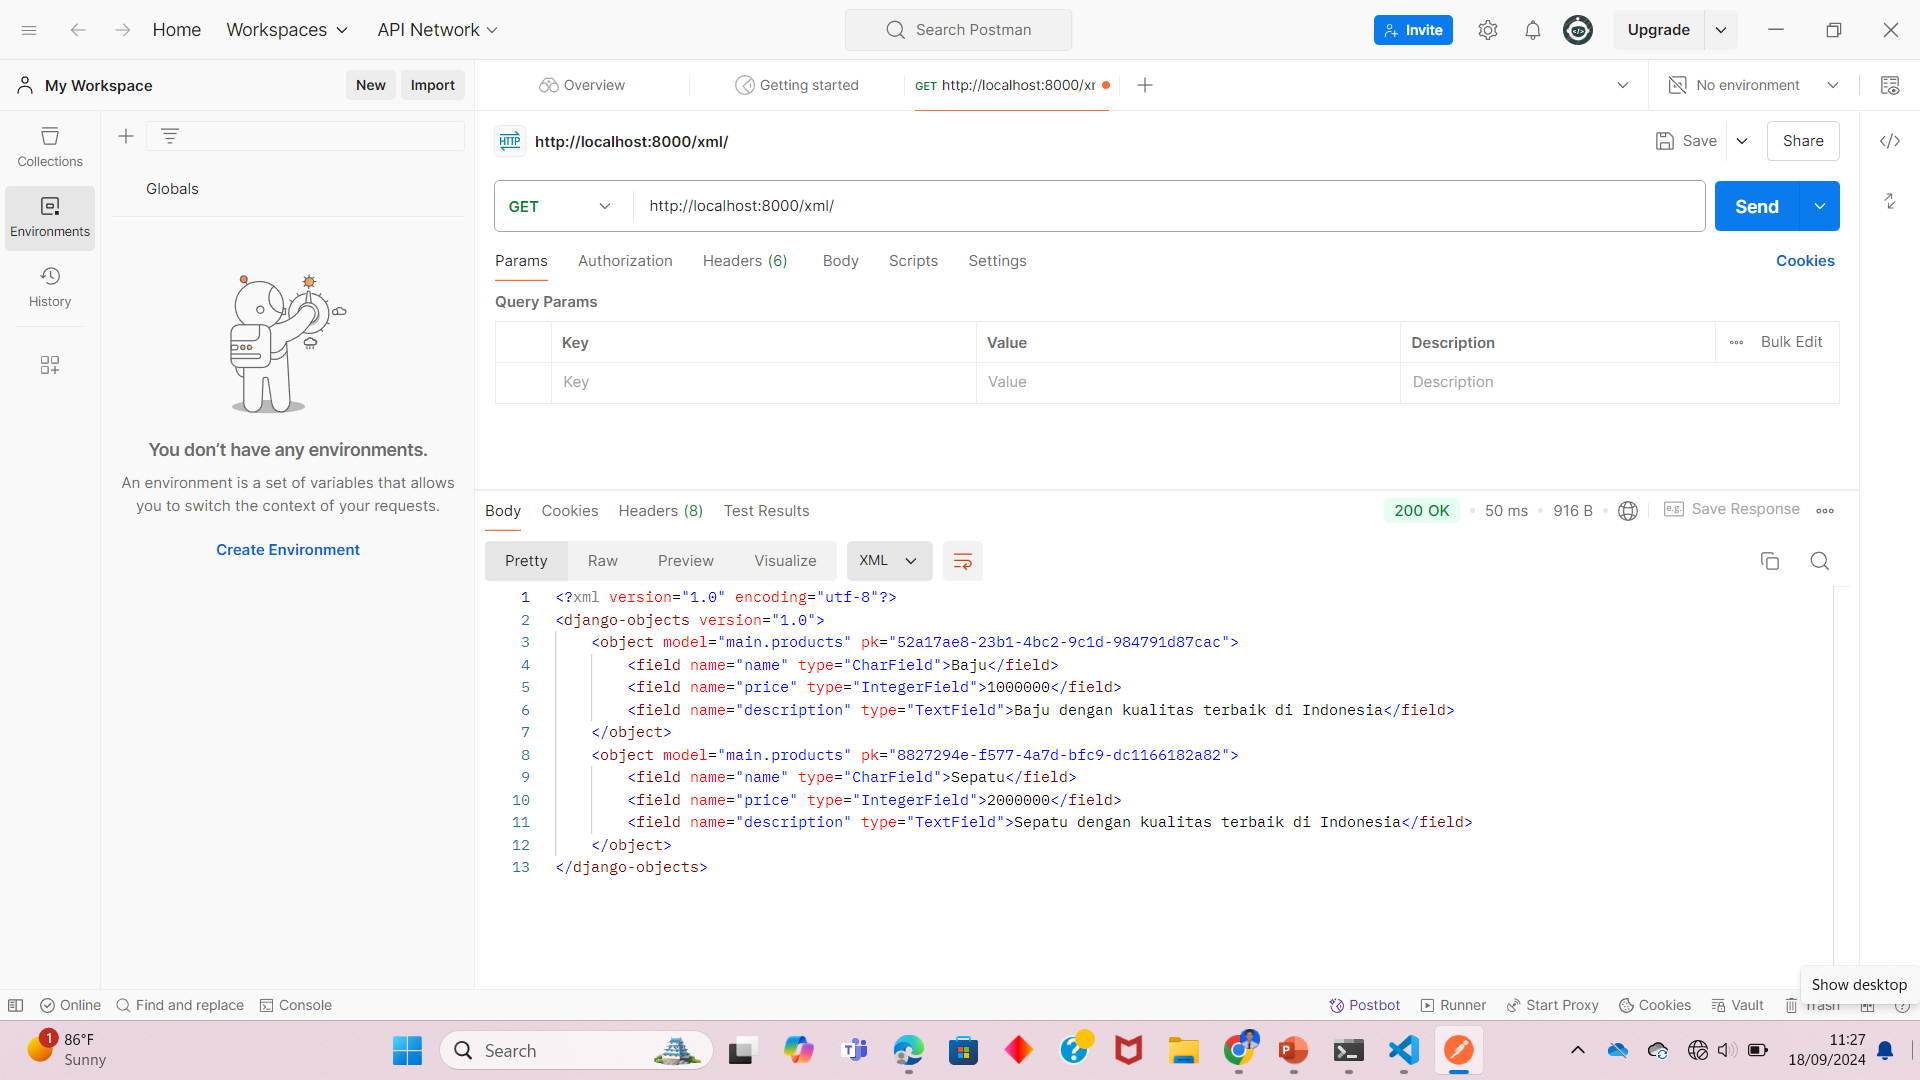 Home
Workspaces
API Network
Search Postman
Invite
Upgrade
My Workspace
New
Import
Overview
Getting started
GET http://localhost:8000/xr
No environment
Collections
Environments
History
Globals
You don’t have any environments.
An environment is a set of variables that allows
you to switch the context of your requests.
Create Environment
HTTP
http://localhost:8000/xml/
Save
Share
GET
http://localhost:8000/xml/
Send
Params
Authorization
Headers (6)
Body
Scripts
Settings
Cookies
Query Params
Key
Value
Description
Bulk Edit
Key
Value
Description
Body
Cookies
Headers (8)
Test Results
200 OK
50 ms
916 B
e.g.
Save Response
Pretty
Raw
Preview
Visualize
XML
1 <?xml version="1.0" encoding="utf-8"?>
2 <django-objects version="1.0">
3 <object model="main.products" pk="52a17ae8-23b1-4bc2-9c1d-984791d87cac">
4 <field name="name" type="CharField">Baju</field>
5 <field name="price" type="IntegerField">1000000</field>
6 <field name="description" type="TextField">Baju dengan kualitas terbaik di Indonesia</field>
7 </object>
8 <object model="main.products" pk="8827294e-f577-4a7d-bfc9-dc1166182a82">
9 <field name="name" type="CharField">Sepatu</field>
10 <field name="price" type="IntegerField">2000000</field>
11 <field name="description" type="TextField">Sepatu dengan kualitas terbaik di Indonesia</field>
12 </object>
13 </django-objects>
Show desktop
Online
Find and replace
Console
Postbot
Runner
Start Proxy
Cookies
Vault
Trash
1
86°F
Sunny
Search
11:27
18/09/2024